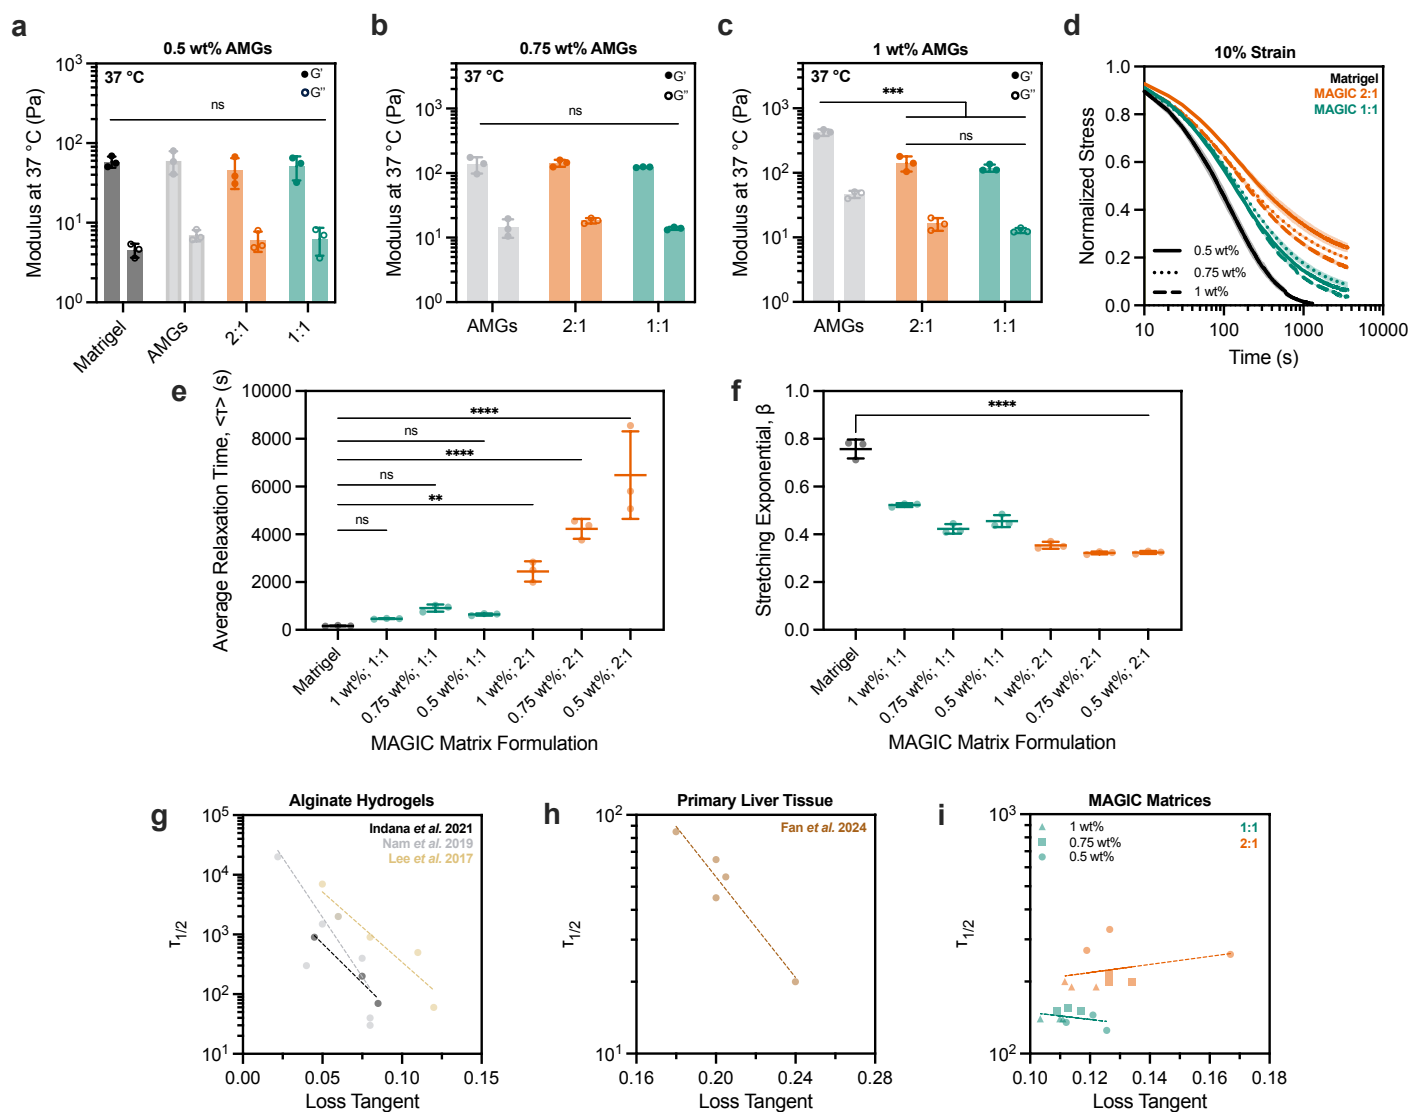 a
0.5 wt% AMGs
Modulus at 37 °C (Pa)
10³
10²
10¹
10⁰
37 °C
G'
G''
ns
Matrigel
AMGs
2:1
1:1
b
0.75 wt% AMGs
Modulus at 37 °C (Pa)
10³
10²
10¹
10⁰
37 °C
G'
G''
ns
AMGs
2:1
1:1
c
1 wt% AMGs
Modulus at 37 °C (Pa)
10³
10²
10¹
10⁰
37 °C
G'
G''
***
ns
AMGs
2:1
1:1
d
10% Strain
Normalized Stress
1.0
0.8
0.6
0.4
0.2
0.0
Matrigel
MAGIC 2:1
MAGIC 1:1
0.5 wt%
0.75 wt%
1 wt%
10
100
1000
10000
Time (s)
e
Average Relaxation Time, <τ> (s)
10000
8000
6000
4000
2000
0
****
ns
****
ns
**
ns
Matrigel
1 wt%; 1:1
0.75 wt%; 1:1
0.5 wt%; 1:1
1 wt%; 2:1
0.75 wt%; 2:1
0.5 wt%; 2:1
MAGIC Matrix Formulation
f
Stretching Exponential, β
1.0
0.8
0.6
0.4
0.2
0.0
****
Matrigel
1 wt%; 1:1
0.75 wt%; 1:1
0.5 wt%; 1:1
1 wt%; 2:1
0.75 wt%; 2:1
0.5 wt%; 2:1
MAGIC Matrix Formulation
g
Alginate Hydrogels
τ1/2
10⁵
10⁴
10³
10²
10¹
Indana et al. 2021
Nam et al. 2019
Lee et al. 2017
0.00
0.05
0.10
0.15
Loss Tangent
h
Primary Liver Tissue
τ1/2
10²
10¹
Fan et al. 2024
0.16
0.20
0.24
0.28
Loss Tangent
i
MAGIC Matrices
τ1/2
10³
10²
1 wt%
0.75 wt%
0.5 wt%
1:1
2:1
0.10
0.12
0.14
0.16
0.18
Loss Tangent